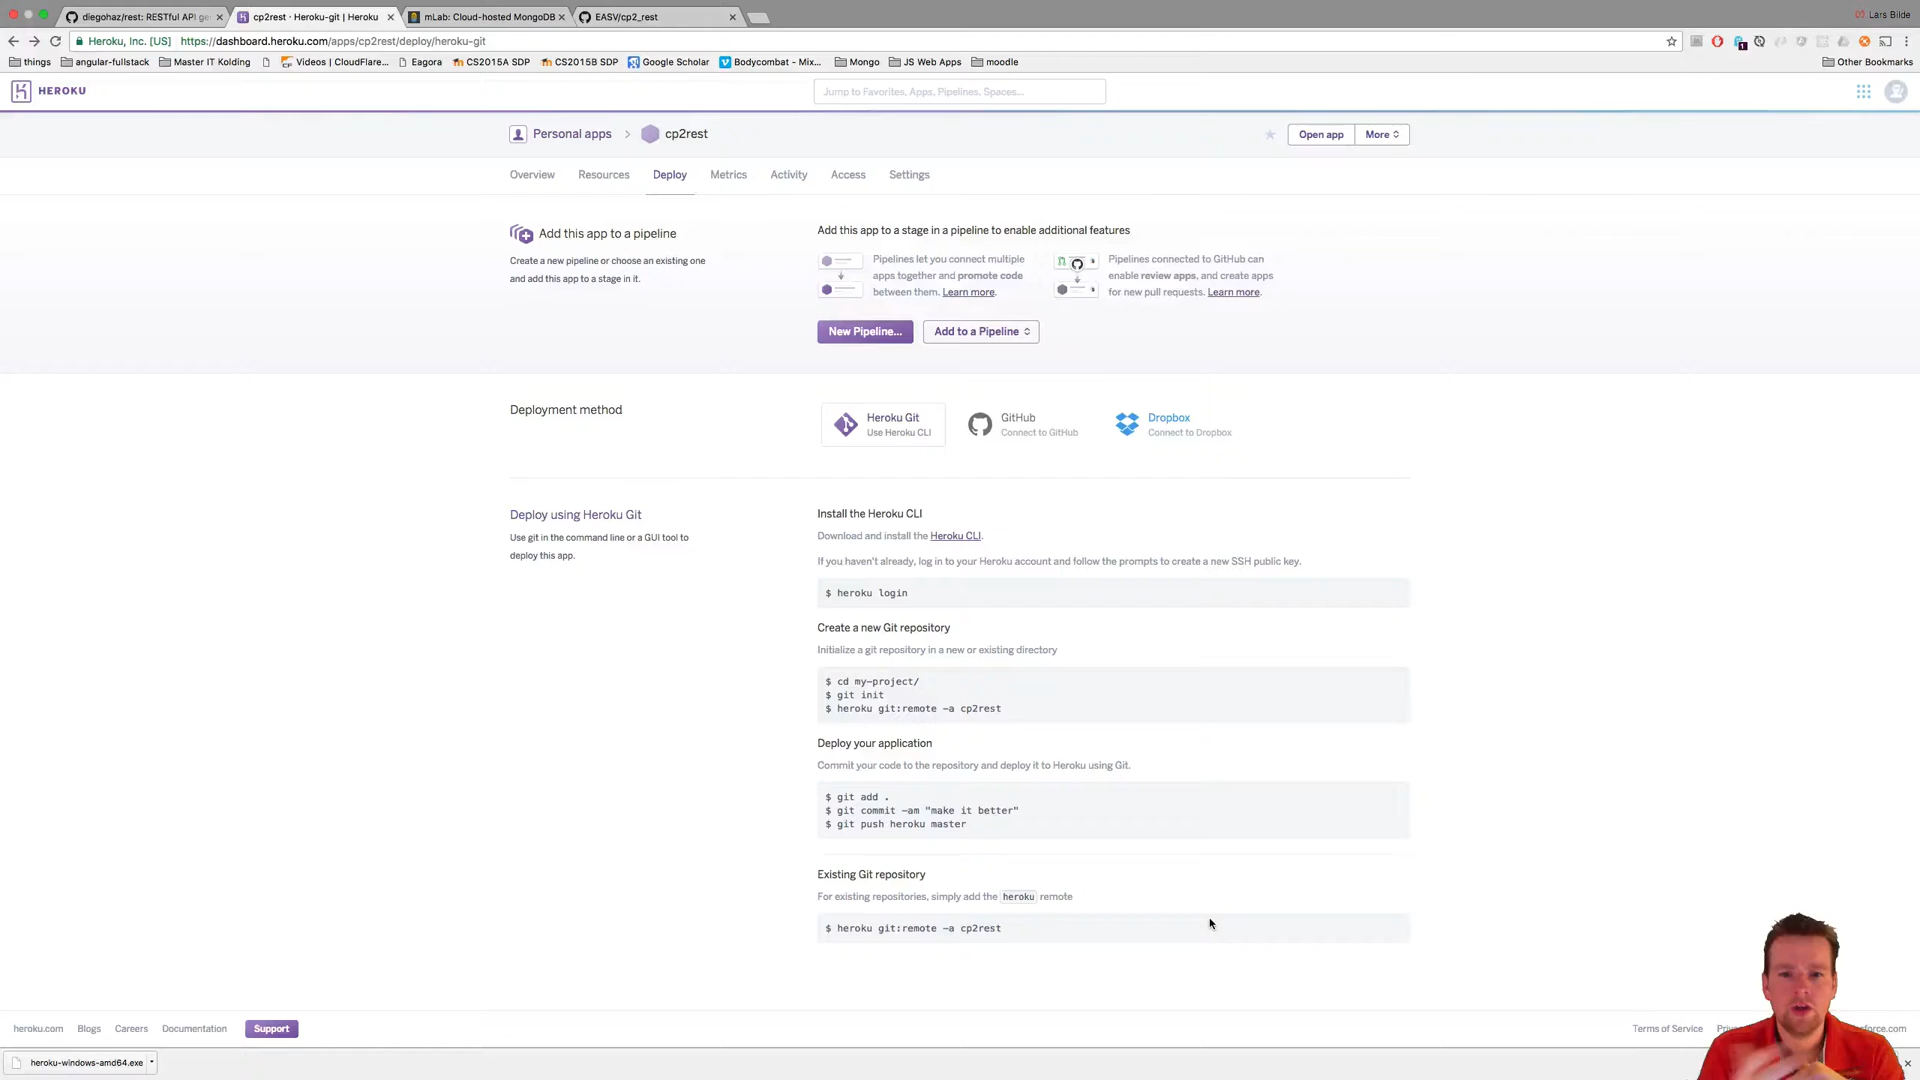 diegohaz/rest: RESTful API ge
cp2rest · Heroku-git | Heroku
mLab: Cloud-hosted MongoDB
EASV/cp2_rest
Lars Bilde
Heroku, Inc. [US]
https://dashboard.heroku.com/apps/cp2rest/deploy/heroku-git
things
angular-fullstack
Master IT Kolding
Videos | CloudFlare...
Eagora
CS2015A SDP
CS2015B SDP
Google Scholar
Bodycombat - Mix...
Mongo
JS Web Apps
moodle
Other Bookmarks
HEROKU
Jump to Favorites, Apps, Pipelines, Spaces...
Personal apps > cp2rest
Open app
More
Overview
Resources
Deploy
Metrics
Activity
Access
Settings
Add this app to a pipeline
Create a new pipeline or choose an existing one
and add this app to a stage in it.
Add this app to a stage in a pipeline to enable additional features
Pipelines let you connect multiple
apps together and promote code
between them. Learn more.
Pipelines connected to GitHub can
enable review apps, and create apps
for new pull requests. Learn more.
New Pipeline...
Add to a Pipeline
Deployment method
Heroku Git
Use Heroku CLI
GitHub
Connect to GitHub
Dropbox
Connect to Dropbox
Deploy using Heroku Git
Use git in the command line or a GUI tool to
deploy this app.
Install the Heroku CLI
Download and install the Heroku CLI.
If you haven't already, log in to your Heroku account and follow the prompts to create a new SSH public key.
$ heroku login
Create a new Git repository
Initialize a git repository in a new or existing directory
$ cd my-project/
$ git init
$ heroku git:remote -a cp2rest
Deploy your application
Commit your code to the repository and deploy it to Heroku using Git.
$ git add .
$ git commit -am "make it better"
$ git push heroku master
Existing Git repository
For existing repositories, simply add the heroku remote
$ heroku git:remote -a cp2rest
heroku.com
Blogs
Careers
Documentation
Support
Terms of Service
heroku-windows-amd64.exe